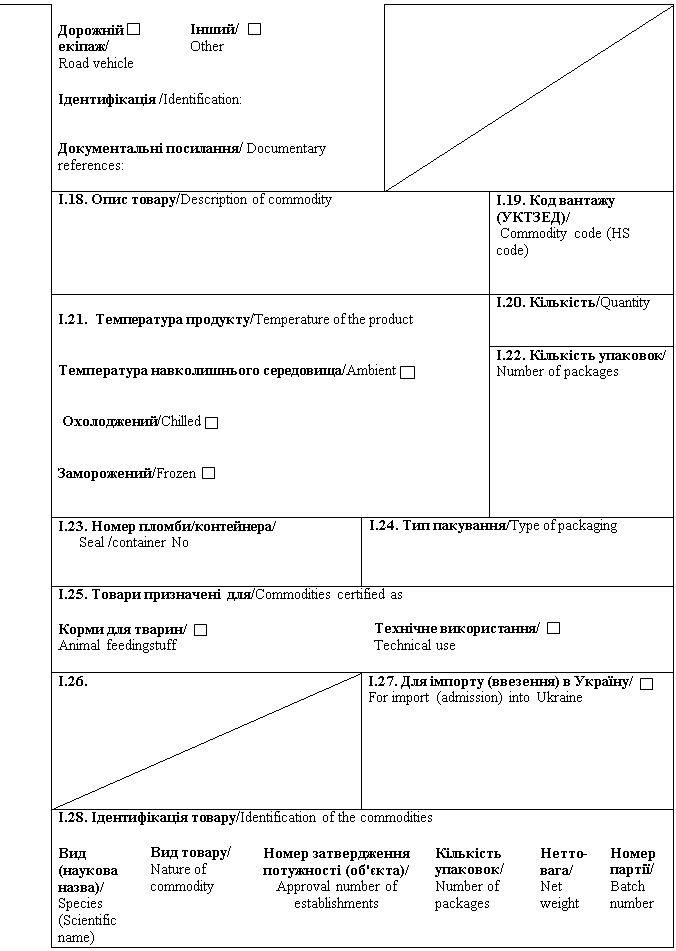 Дорожній Інший/
екіпаж/ Other
Road vehicle
Ідентифікація /Identification:
Документальні посилання/ Documentary
references:
I.18. Опис товару/Description of commodity
I.19. Код вантажу
(УКТЗЕД)/
Commodity code (HS
code)
I.20. Кількість/Quantity
I.21. Температура продукту/Temperature of the product
Температура навколишнього середовища/Ambient
Охолоджений/Chilled
Заморожений/Frozen
I.22. Кількість упаковок/
Number of packages
I.23. Номер пломби/контейнера/
Seal /container No
I.24. Тип пакування/Type of packaging
I.25. Товари призначені для/Commodities certified as
Корми для тварин/ Технічне використання/
Animal feedingstuff Technical use
I.26.
I.27. Для імпорту (ввезення) в Україну/
For import (admission) into Ukraine
I.28. Ідентифікація товару/Identification of the commodities
Вид
(наукова
назва)/
Species
(Scientific
name)
Вид товару/
Nature of
commodity
Номер затвердження
потужності (об'єкта)/
Approval number of
establishments
Кількість
упаковок/
Number of
packages
Нетто-
вага/
Net
weight
Номер
партії/
Batch
number